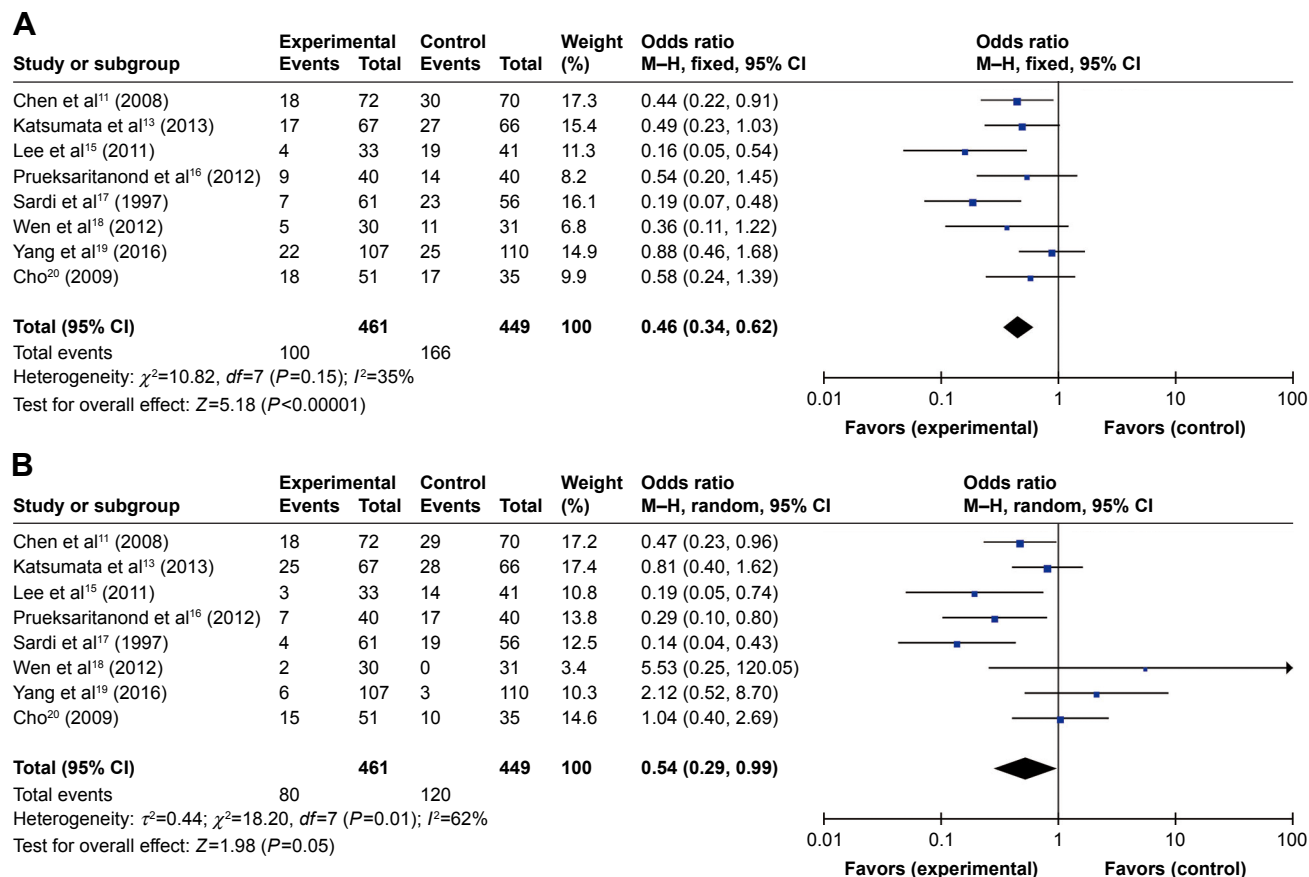 A
Experimental Control Weight Odds ratio Odds ratio
Study or subgroup Events Total Events Total (%) M–H, fixed, 95% CI M–H, fixed, 95% CI
Chen et al¹¹ (2008) 18 72 30 70 17.3 0.44 (0.22, 0.91)
Katsumata et al¹³ (2013) 17 67 27 66 15.4 0.49 (0.23, 1.03)
Lee et al¹⁵ (2011) 4 33 19 41 11.3 0.16 (0.05, 0.54)
Prueksaritanond et al¹⁶ (2012) 9 40 14 40 8.2 0.54 (0.20, 1.45)
Sardi et al¹⁷ (1997) 7 61 23 56 16.1 0.19 (0.07, 0.48)
Wen et al¹⁸ (2012) 5 30 11 31 6.8 0.36 (0.11, 1.22)
Yang et al¹⁹ (2016) 22 107 25 110 14.9 0.88 (0.46, 1.68)
Cho²⁰ (2009) 18 51 17 35 9.9 0.58 (0.24, 1.39)
Total (95% CI) 461 449 100 0.46 (0.34, 0.62)
Total events 100 166
Heterogeneity: χ²=10.82, df=7 (P=0.15); I²=35%
Test for overall effect: Z=5.18 (P<0.00001)
0.01 0.1 1 10 100
Favors (experimental) Favors (control)
B
Experimental Control Weight Odds ratio Odds ratio
Study or subgroup Events Total Events Total (%) M–H, random, 95% CI M–H, random, 95% CI
Chen et al¹¹ (2008) 18 72 29 70 17.2 0.47 (0.23, 0.96)
Katsumata et al¹³ (2013) 25 67 28 66 17.4 0.81 (0.40, 1.62)
Lee et al¹⁵ (2011) 3 33 14 41 10.8 0.19 (0.05, 0.74)
Prueksaritanond et al¹⁶ (2012) 7 40 17 40 13.8 0.29 (0.10, 0.80)
Sardi et al¹⁷ (1997) 4 61 19 56 12.5 0.14 (0.04, 0.43)
Wen et al¹⁸ (2012) 2 30 0 31 3.4 5.53 (0.25, 120.05)
Yang et al¹⁹ (2016) 6 107 3 110 10.3 2.12 (0.52, 8.70)
Cho²⁰ (2009) 15 51 10 35 14.6 1.04 (0.40, 2.69)
Total (95% CI) 461 449 100 0.54 (0.29, 0.99)
Total events 80 120
Heterogeneity: τ²=0.44; χ²=18.20, df=7 (P=0.01); I²=62%
Test for overall effect: Z=1.98 (P=0.05)
0.01 0.1 1 10 100
Favors (experimental) Favors (control)